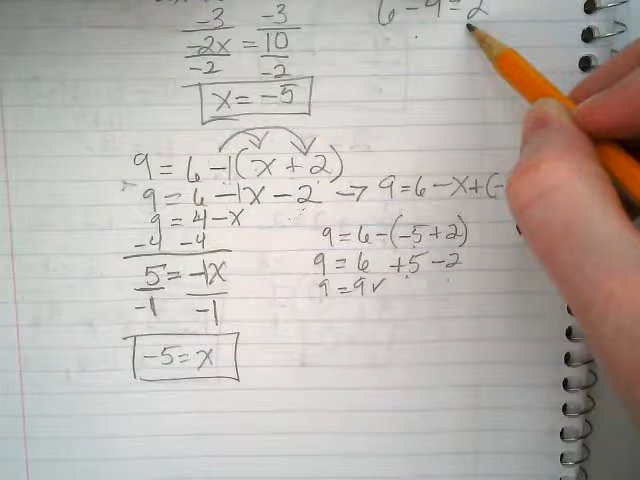 6 - 4 = 2
-3 -3
-2x = 10
-2 -2
x = -5
9 = 6 - 1(x + 2)
9 = 6 - 1x - 2 → 9 = 6 - x + (-
9 = 4 - x
-4 -4
5 = -1x
-1 -1
-5 = x
9 = 6 - (-5 + 2)
9 = 6 + 5 - 2
9 = 9 ✓